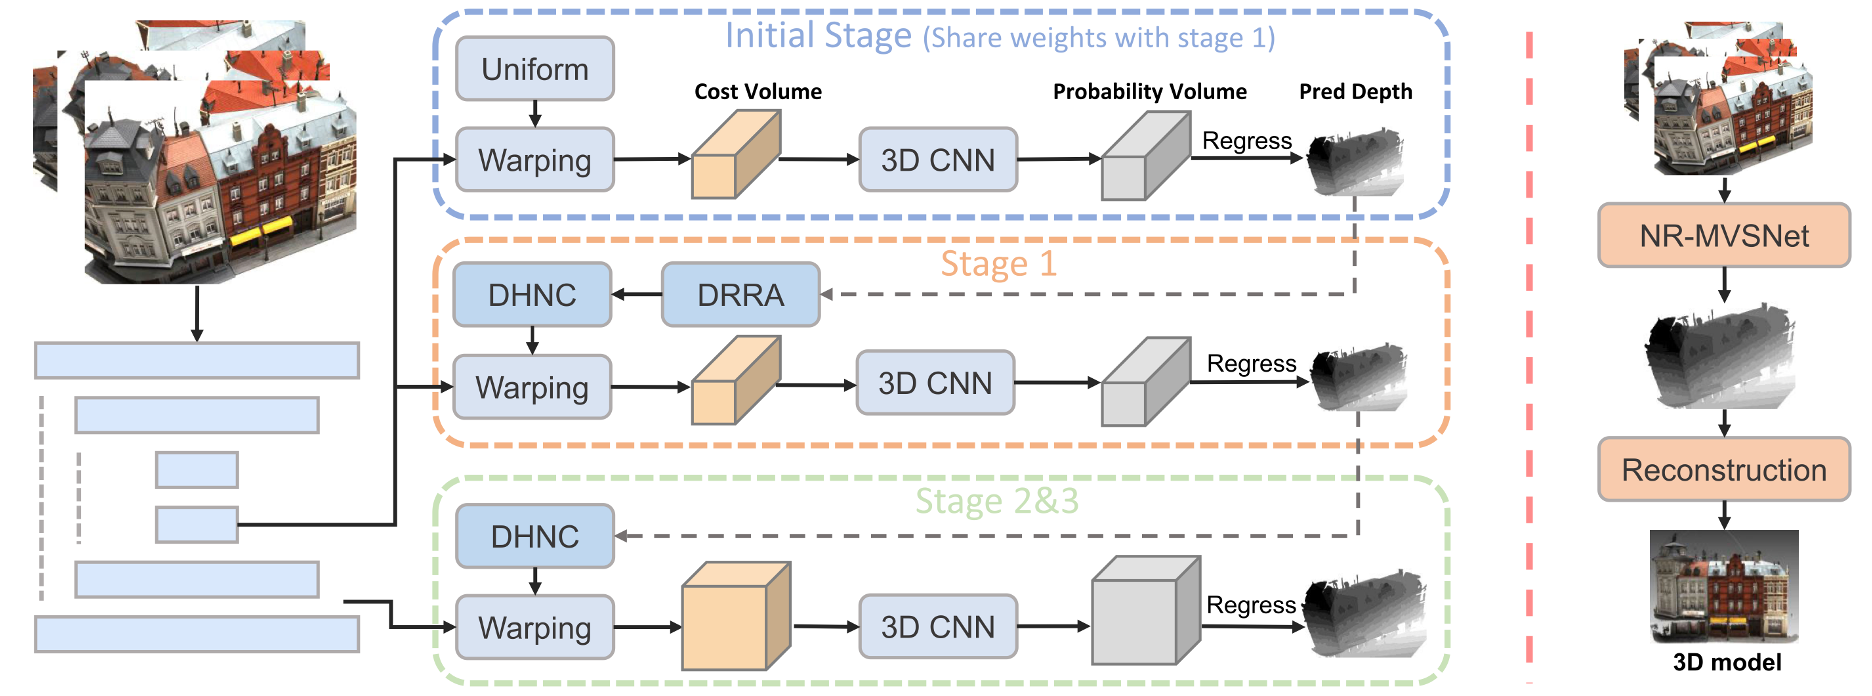 Initial Stage (Share weights with stage 1)
Uniform
Cost Volume
Probability Volume
Pred Depth
Warping
3D CNN
Regress
Stage 1
DHNC
DRRA
Warping
3D CNN
Regress
Stage 2&3
DHNC
Warping
3D CNN
Regress
NR-MVSNet
Reconstruction
3D model